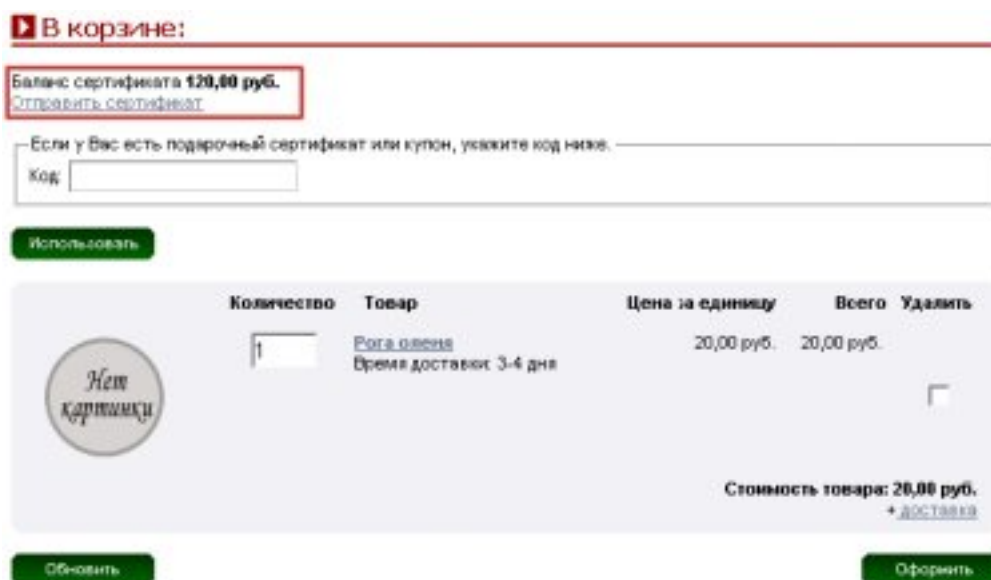 В корзине:
Баланс сертификата 120,00 руб.
Отправить сертификат
Если у Вас есть подарочный сертификат или купон, укажите код ниже.
Код:
Использовать
Количество Товар Цена за единицу Всего Удалить
1 Рога оленя 20,00 руб. 20,00 руб.
Время доставки: 3-4 дня
Нет
картинки
Стоимость товара: 20,00 руб.
+ доставка
Обновить Оформить